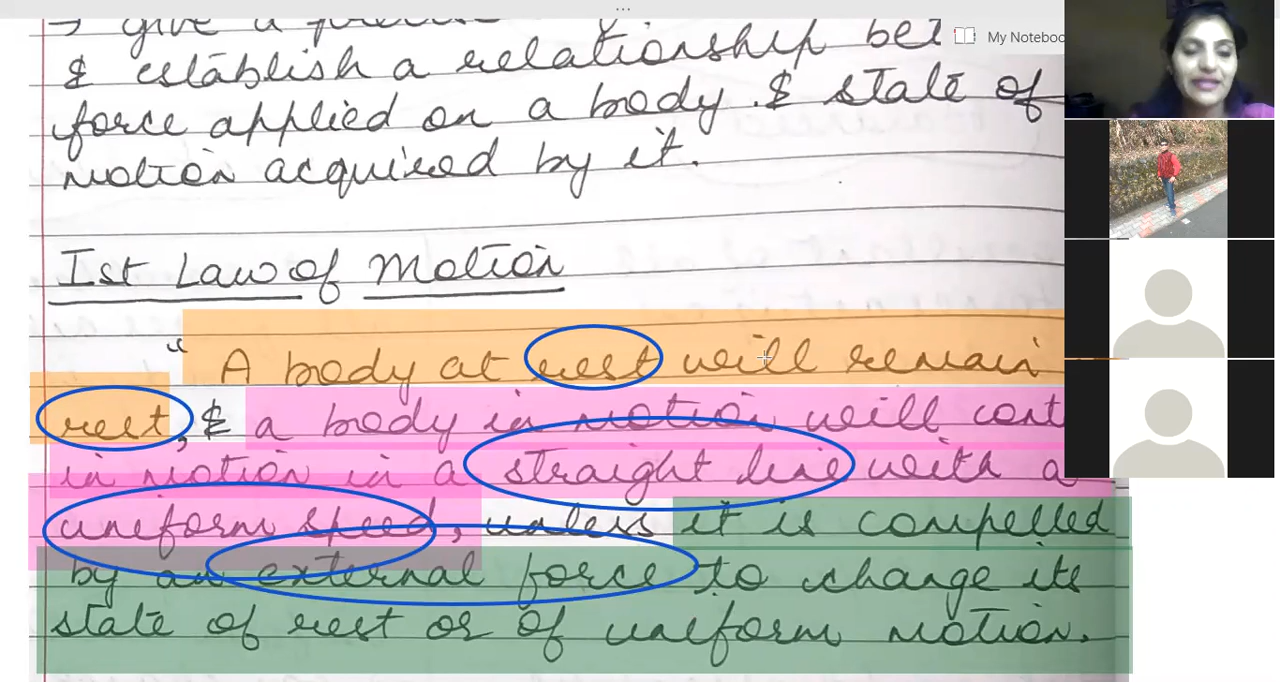 → give a
& establish a relationship bet
My Noteboo
force applied on a body & state of
motion acquired by it.
Ist Law of Motion
" A body at rest will remain
rest, & a body in motion will cont
in motion in a straight line with a
uniform speed, unless it is compelled
by an external force to change its
state of rest or of uniform motion.